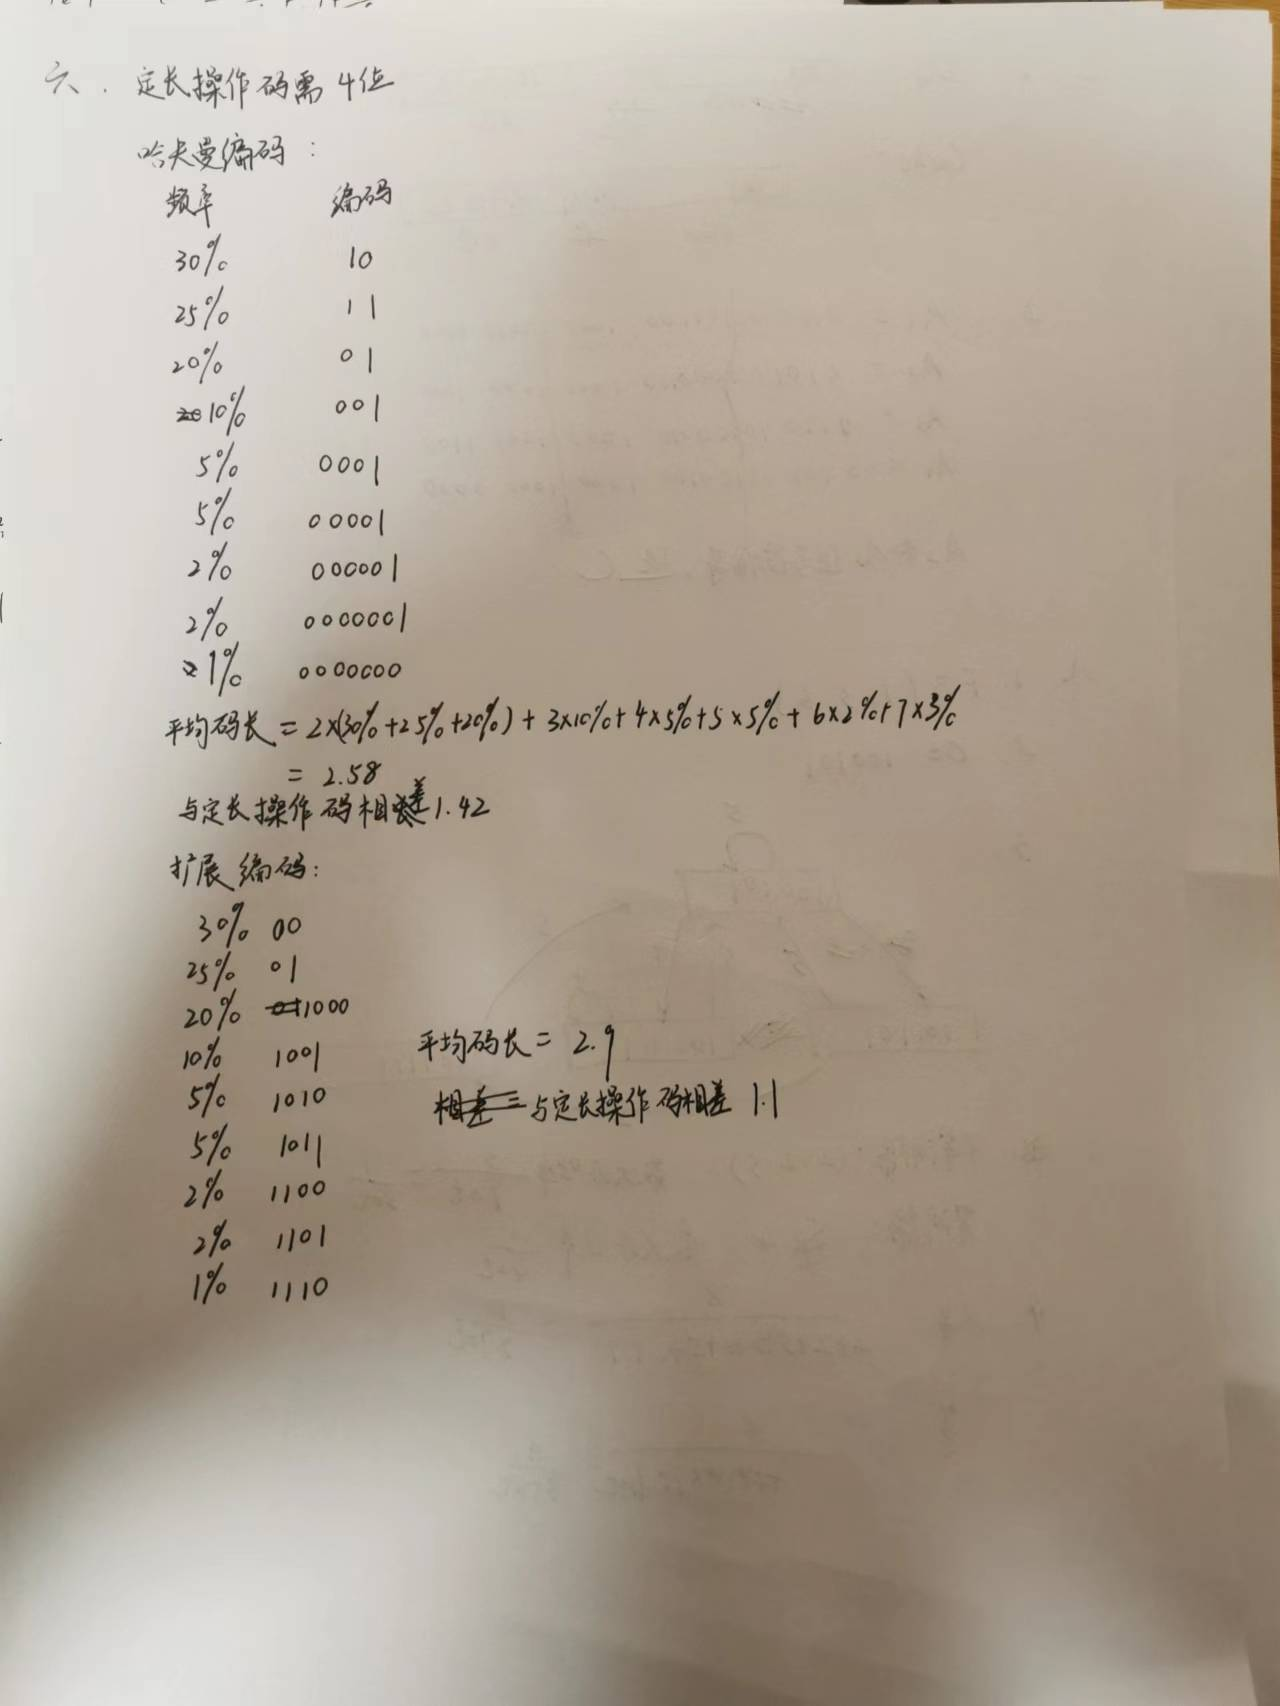 六. 定长操作码需 4位
哈夫曼编码:
频率 编码
30% 10
25% 11
20% 01
10% 001
5% 0001
5% 00001
2% 000001
2% 0000001
1% 0000000
平均码长 = 2×(30%+25%+20%) + 3×10%+4×5%+5×5%+6×2%+7×3%
= 2.58
与定长操作码相差1.42
扩展编码:
30% 00
25% 01
20% 1000
10% 1001
平均码长 = 2.9
5% 1010
与定长操作码相差 1.1
5% 1011
2% 1100
2% 1101
1% 1110